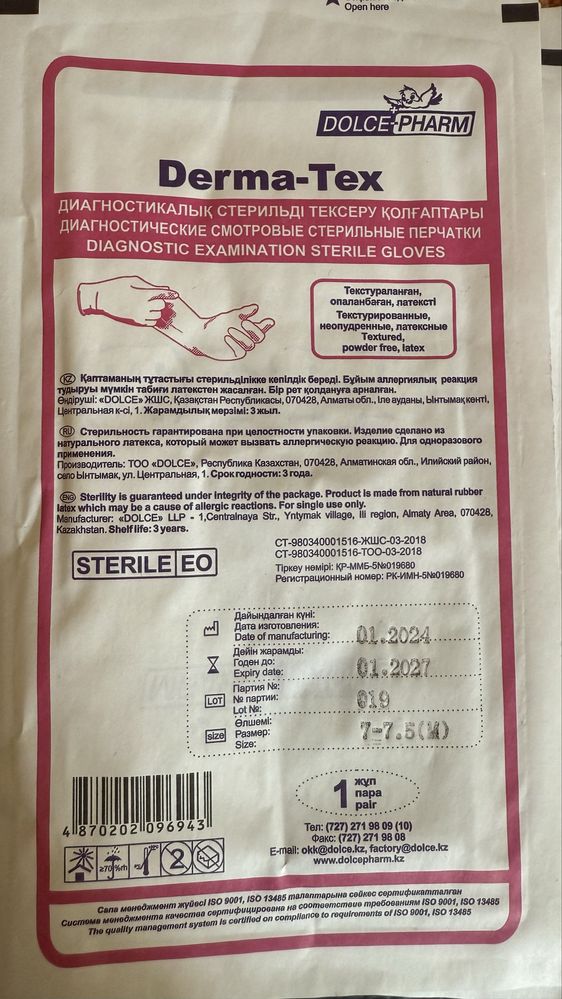 Open here
DOLCE-PHARM
Derma-Tex
ДИАГНОСТИКАЛЫҚ СТЕРИЛЬДІ ТЕКСЕРУ ҚОЛҒАПТАРЫ
ДИАГНОСТИЧЕСКИЕ СМОТРОВЫЕ СТЕРИЛЬНЫЕ ПЕРЧАТКИ
DIAGNOSTIC EXAMINATION STERILE GLOVES
Текстураланған,
опаланбаған, латексті
Текстурированные,
неопудренные, латексные
Textured,
powder free, latex
KZ Қаптаманың тұтастығы стерильділікке кепілдік береді. Бұйым аллергиялық реакция
тудыруы мүмкін табиғи латекстен жасалған. Бір рет қолдануға арналған.
Өндіруші: «DOLCE» ЖШС, Қазақстан Республикасы, 070428, Алматы обл., Іле ауданы, Ынтымақ кенті,
Центральная к-сі, 1. Жарамдылық мерзімі: 3 жыл.
RU Стерильность гарантирована при целостности упаковки. Изделие сделано из
натурального латекса, который может вызвать аллергическую реакцию. Для одноразового
применения.
Производитель: ТОО «DOLCE», Республика Казахстан, 070428, Алматинская обл., Илийский район,
село Ынтымак, ул. Центральная, 1. Срок годности: 3 года.
ENG Sterility is guaranteed under integrity of the package. Product is made from natural rubber
latex which may be a cause of allergic reactions. For single use only.
Manufacturer: «DOLCE» LLP - 1,Centralnaya Str., Yntymak village, Ili region, Almaty Area, 070428,
Kazakhstan. Shelf life: 3 years.
STERILE EO
СТ-980340001516-ЖШС-03-2018
СТ-980340001516-ТОО-03-2018
Тіркеу нөмірі: ҚР-ММБ-5№019680
Регистрационный номер: РК-ИМН-5№019680
Дайындалған күні:
Дата изготовления:
Date of manufacturing: 01.2024
Дейін жарамды:
Годен до:
Expiry date: 01.2027
Партия №:
LOT № партии:
Lot №: 019
Өлшемі:
size Размер:
Size: 7-7.5(M)
1 жұп
пара
pair
4 870202 096943
≥70 %rh
2
Тел: (727) 271 98 09 (10)
Факс: (727) 271 98 08
E-mail: okk@dolce.kz, factory@dolce.kz
www.dolcepharm.kz
Сапа менеджмент жүйесі ISO 9001, ISO 13485 талаптарына сәйкес сертификатталған
Система менеджмента качества сертифицирована на соответствие требованиям ISO 9001, ISO 13485
The quality management system is certified on compliance to requirements of ISO 9001, ISO 13485